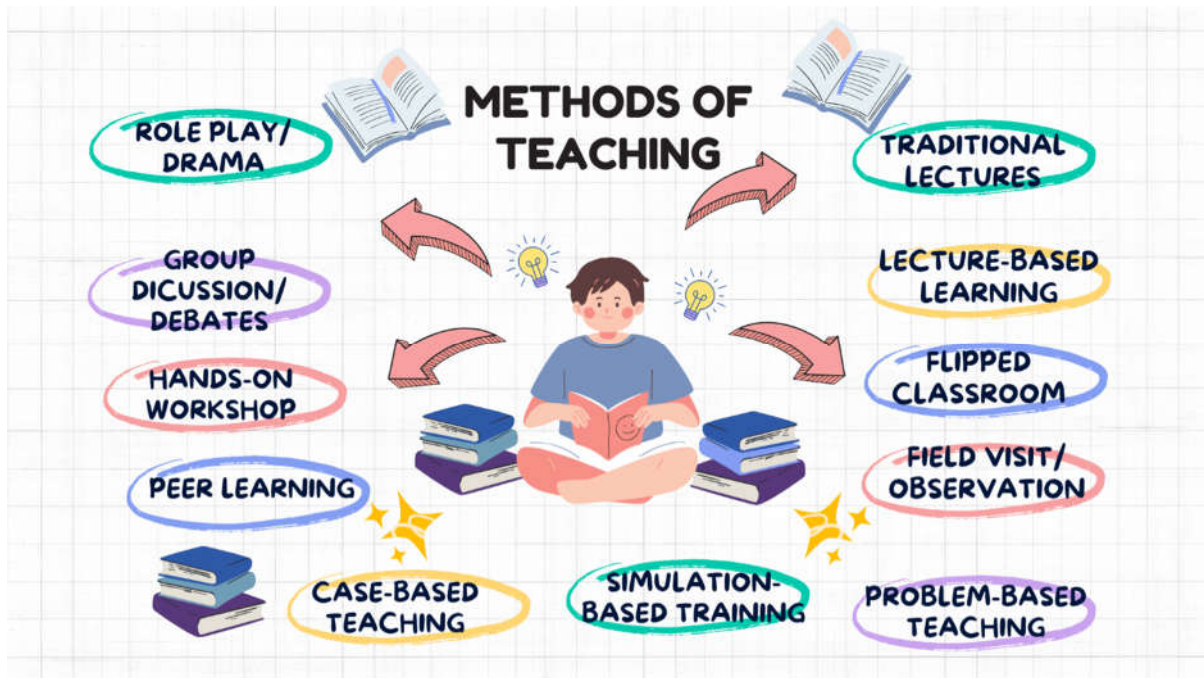 METHODS OF
TEACHING
ROLE PLAY/
DRAMA
GROUP
DICUSSION/
DEBATES
HANDS-ON
WORKSHOP
PEER LEARNING
CASE-BASED
TEACHING
SIMULATION-
BASED TRAINING
TRADITIONAL
LECTURES
LECTURE-BASED
LEARNING
FLIPPED
CLASSROOM
FIELD VISIT/
OBSERVATION
PROBLEM-BASED
TEACHING